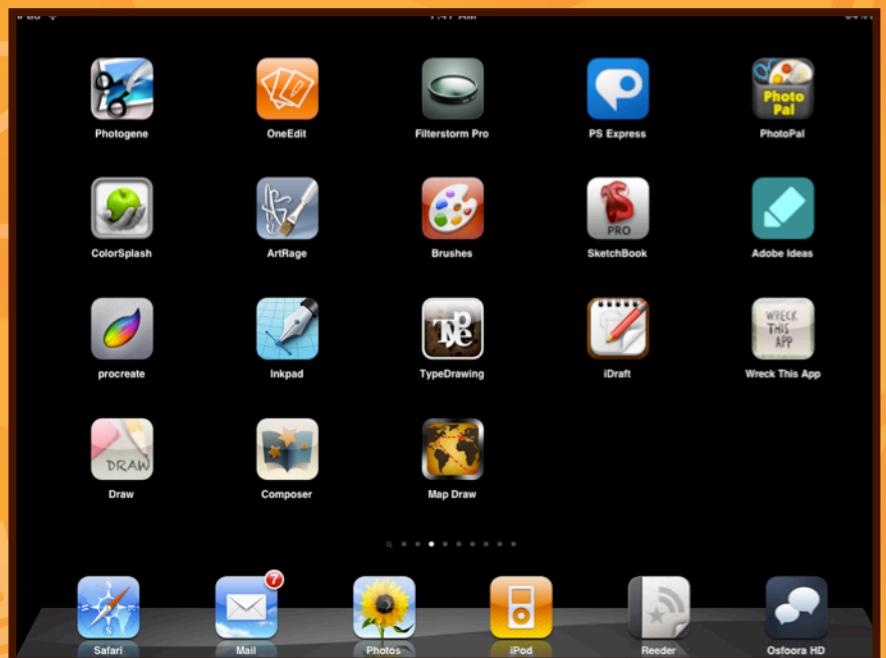 Photo
Pal
Photogene
OneEdit
Filterstorm Pro
PS Express
PhotoPal
PRO
ColorSplash
ArtRage
Brushes
SketchBook
Adobe Ideas
Type
WRECK
THIS
APP
procreate
Inkpad
TypeDrawing
iDraft
Wreck This App
DRAW
Draw
Composer
Map Draw
7
N
S
Safari
Mail
Photos
iPod
Reeder
Osfoora HD